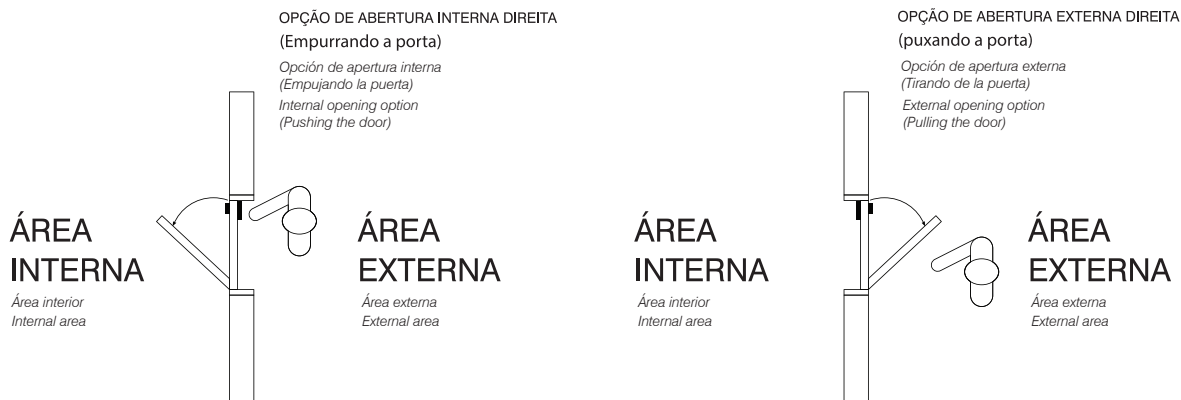 OPÇÃO DE ABERTURA INTERNA DIREITA
(Empurrando a porta)
Opción de apertura interna
(Empujando la puerta)
Internal opening option
(Pushing the door)
ÁREA
INTERNA
Área interior
Internal area
ÁREA
EXTERNA
Área externa
External area
OPÇÃO DE ABERTURA EXTERNA DIREITA
(puxando a porta)
Opción de apertura externa
(Tirando de la puerta)
External opening option
(Pulling the door)
ÁREA
INTERNA
Área interior
Internal area
ÁREA
EXTERNA
Área externa
External area